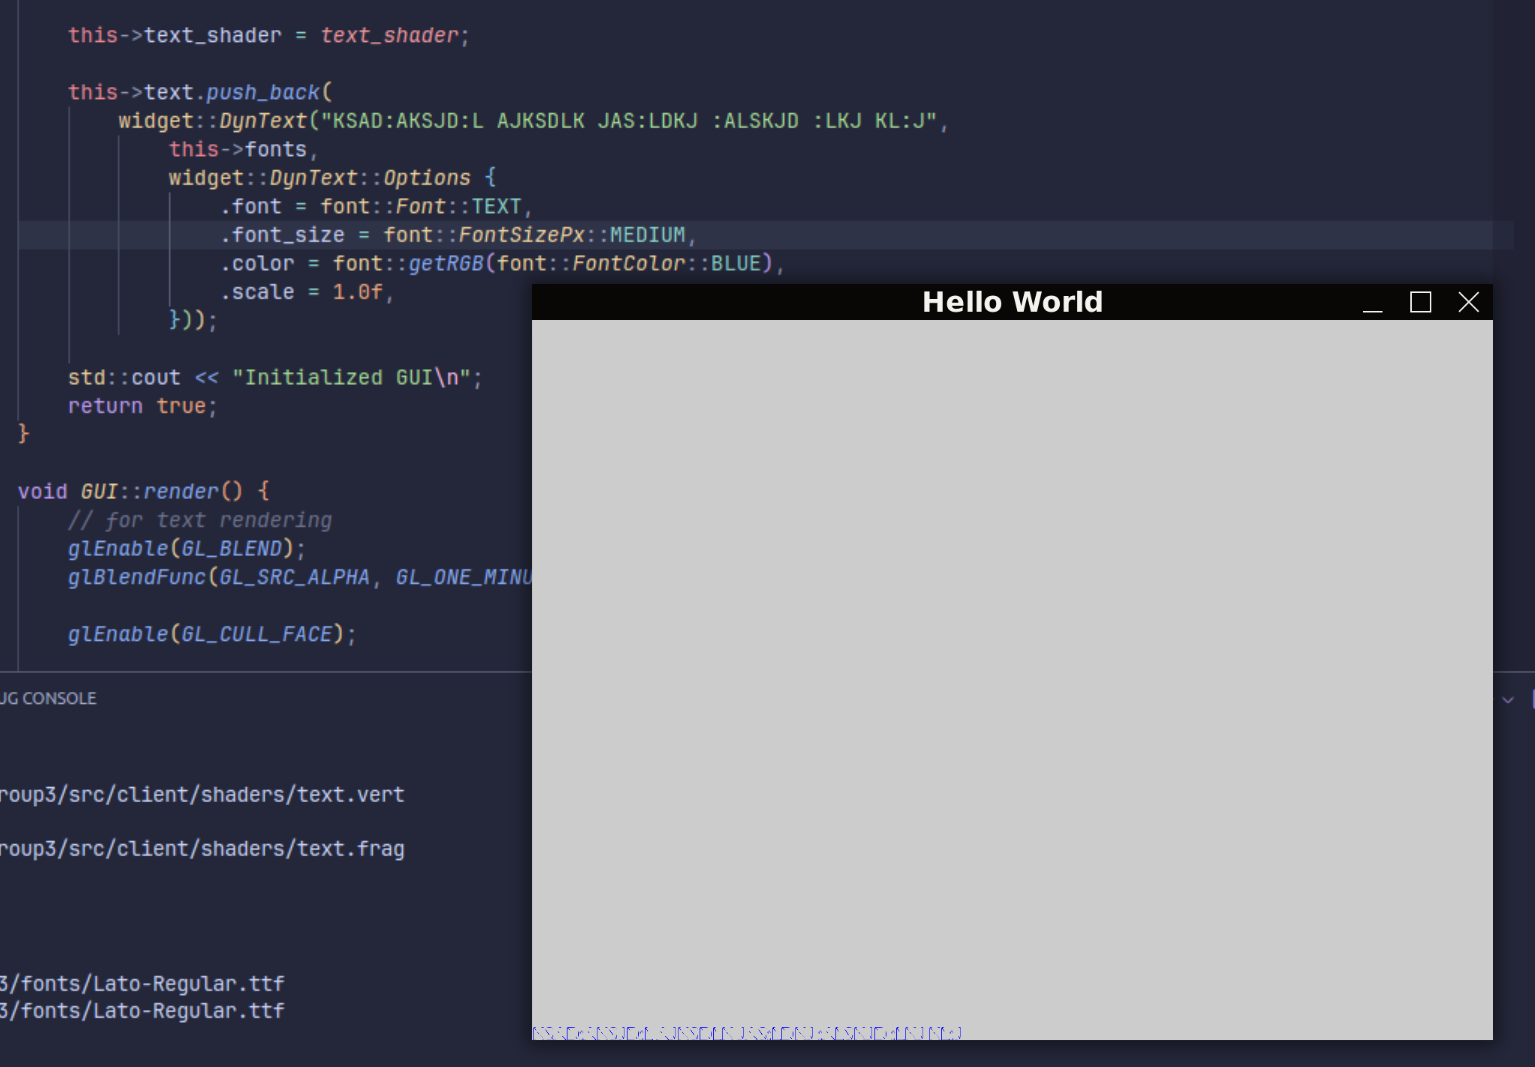 this->text_shader = text_shader;
this->text.push_back(
widget::DynText("KSAD:AKSJD:L AJKSDLK JAS:LDKJ :ALSKJD :LKJ KL:J",
this->fonts,
widget::DynText::Options {
.font = font::Font::TEXT,
.font_size = font::FontSizePx::MEDIUM,
.color = font::getRGB(font::FontColor::BLUE),
.scale = 1.0f,
}));
Hello World
std::cout << "Initialized GUI\n";
return true;
}
void GUI::render() {
// for text rendering
glEnable(GL_BLEND);
glBlendFunc(GL_SRC_ALPHA, GL_ONE_MINU
glEnable(GL_CULL_FACE);
UG CONSOLE
roup3/src/client/shaders/text.vert
roup3/src/client/shaders/text.frag
3/fonts/Lato-Regular.ttf
3/fonts/Lato-Regular.ttf